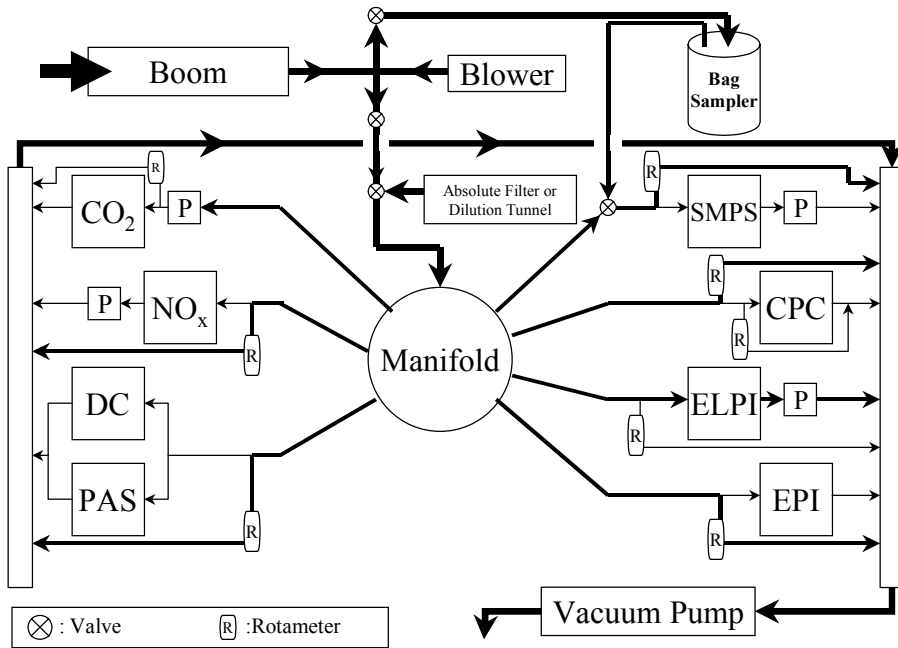 Boom
Blower
Bag
Sampler
Absolute Filter or
Dilution Tunnel
R
R
CO2
P
SMPS
P
R
P
NOx
CPC
R
R
Manifold
DC
ELPI
P
R
PAS
EPI
R
R
Vacuum Pump
: Valve
R :Rotameter